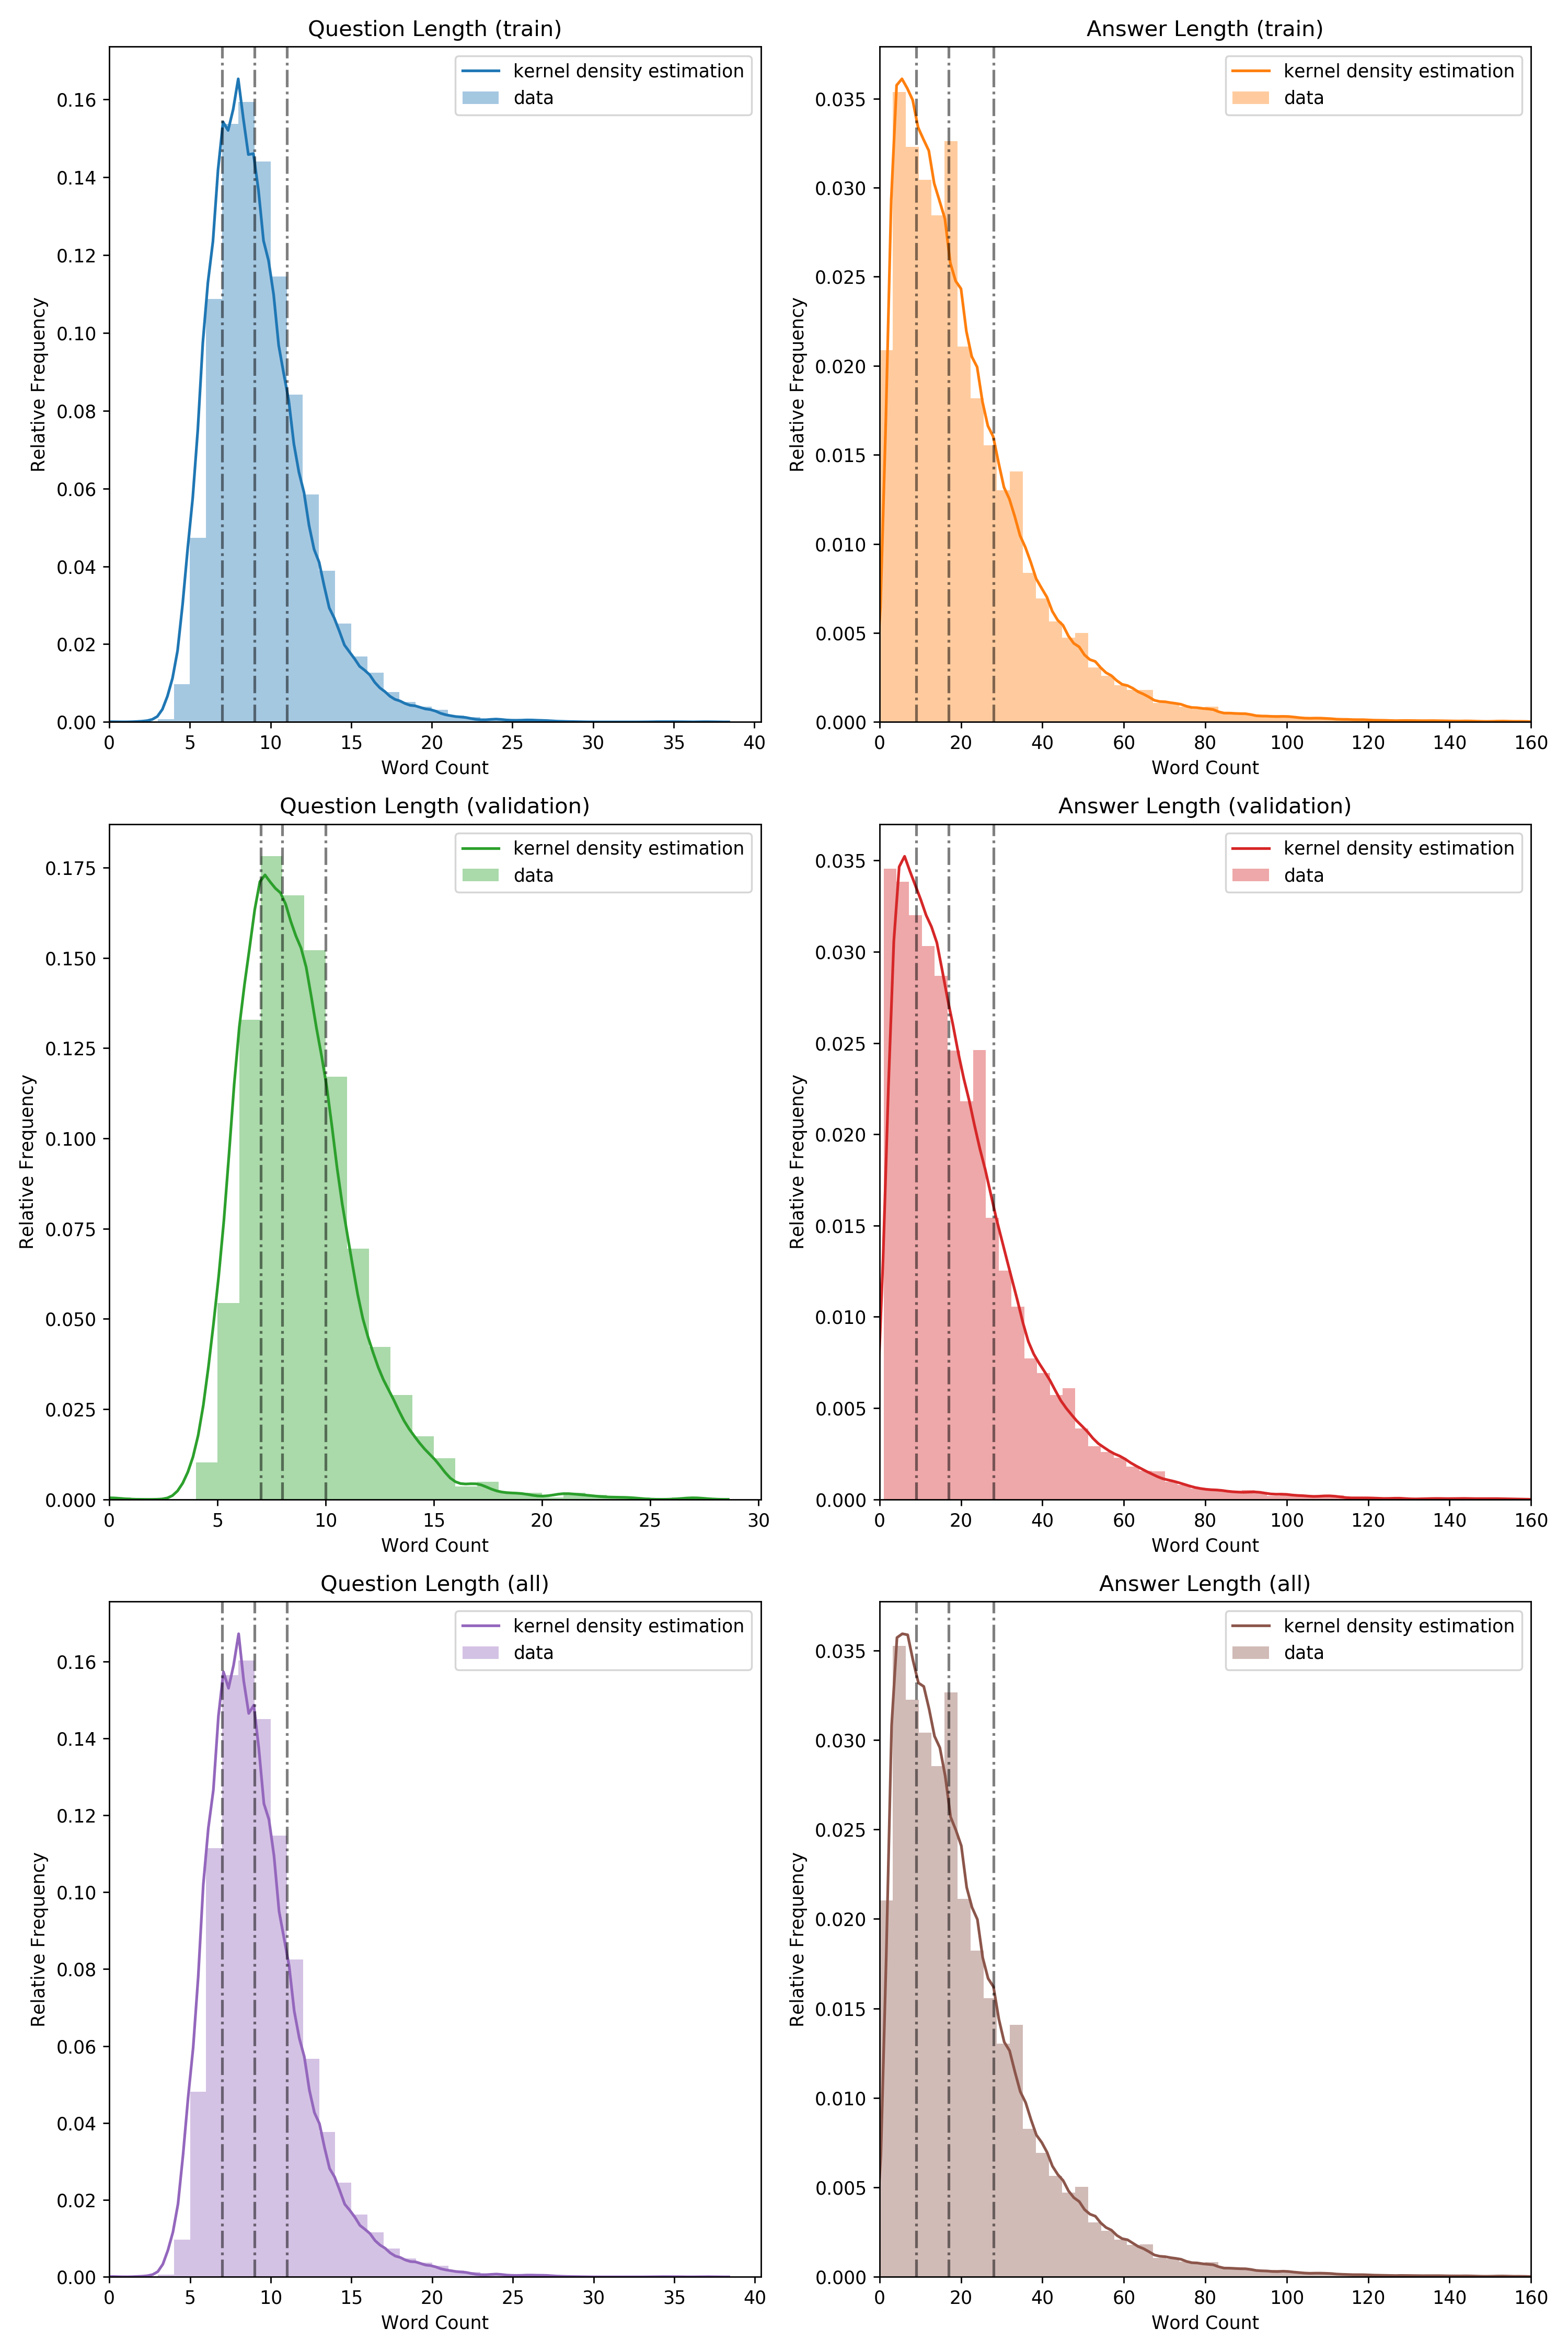 Question Length (train)
kernel density estimation
data
Relative Frequency
0.16
0.14
0.12
0.10
0.08
0.06
0.04
0.02
0.00
0 5 10 15 20 25 30 35 40
Word Count
Answer Length (train)
kernel density estimation
data
Relative Frequency
0.035
0.030
0.025
0.020
0.015
0.010
0.005
0.000
0 20 40 60 80 100 120 140 160
Word Count
Question Length (validation)
kernel density estimation
data
Relative Frequency
0.175
0.150
0.125
0.100
0.075
0.050
0.025
0.000
0 5 10 15 20 25 30
Word Count
Answer Length (validation)
kernel density estimation
data
Relative Frequency
0.035
0.030
0.025
0.020
0.015
0.010
0.005
0.000
0 20 40 60 80 100 120 140 160
Word Count
Question Length (all)
kernel density estimation
data
Relative Frequency
0.16
0.14
0.12
0.10
0.08
0.06
0.04
0.02
0.00
0 5 10 15 20 25 30 35 40
Word Count
Answer Length (all)
kernel density estimation
data
Relative Frequency
0.035
0.030
0.025
0.020
0.015
0.010
0.005
0.000
0 20 40 60 80 100 120 140 160
Word Count